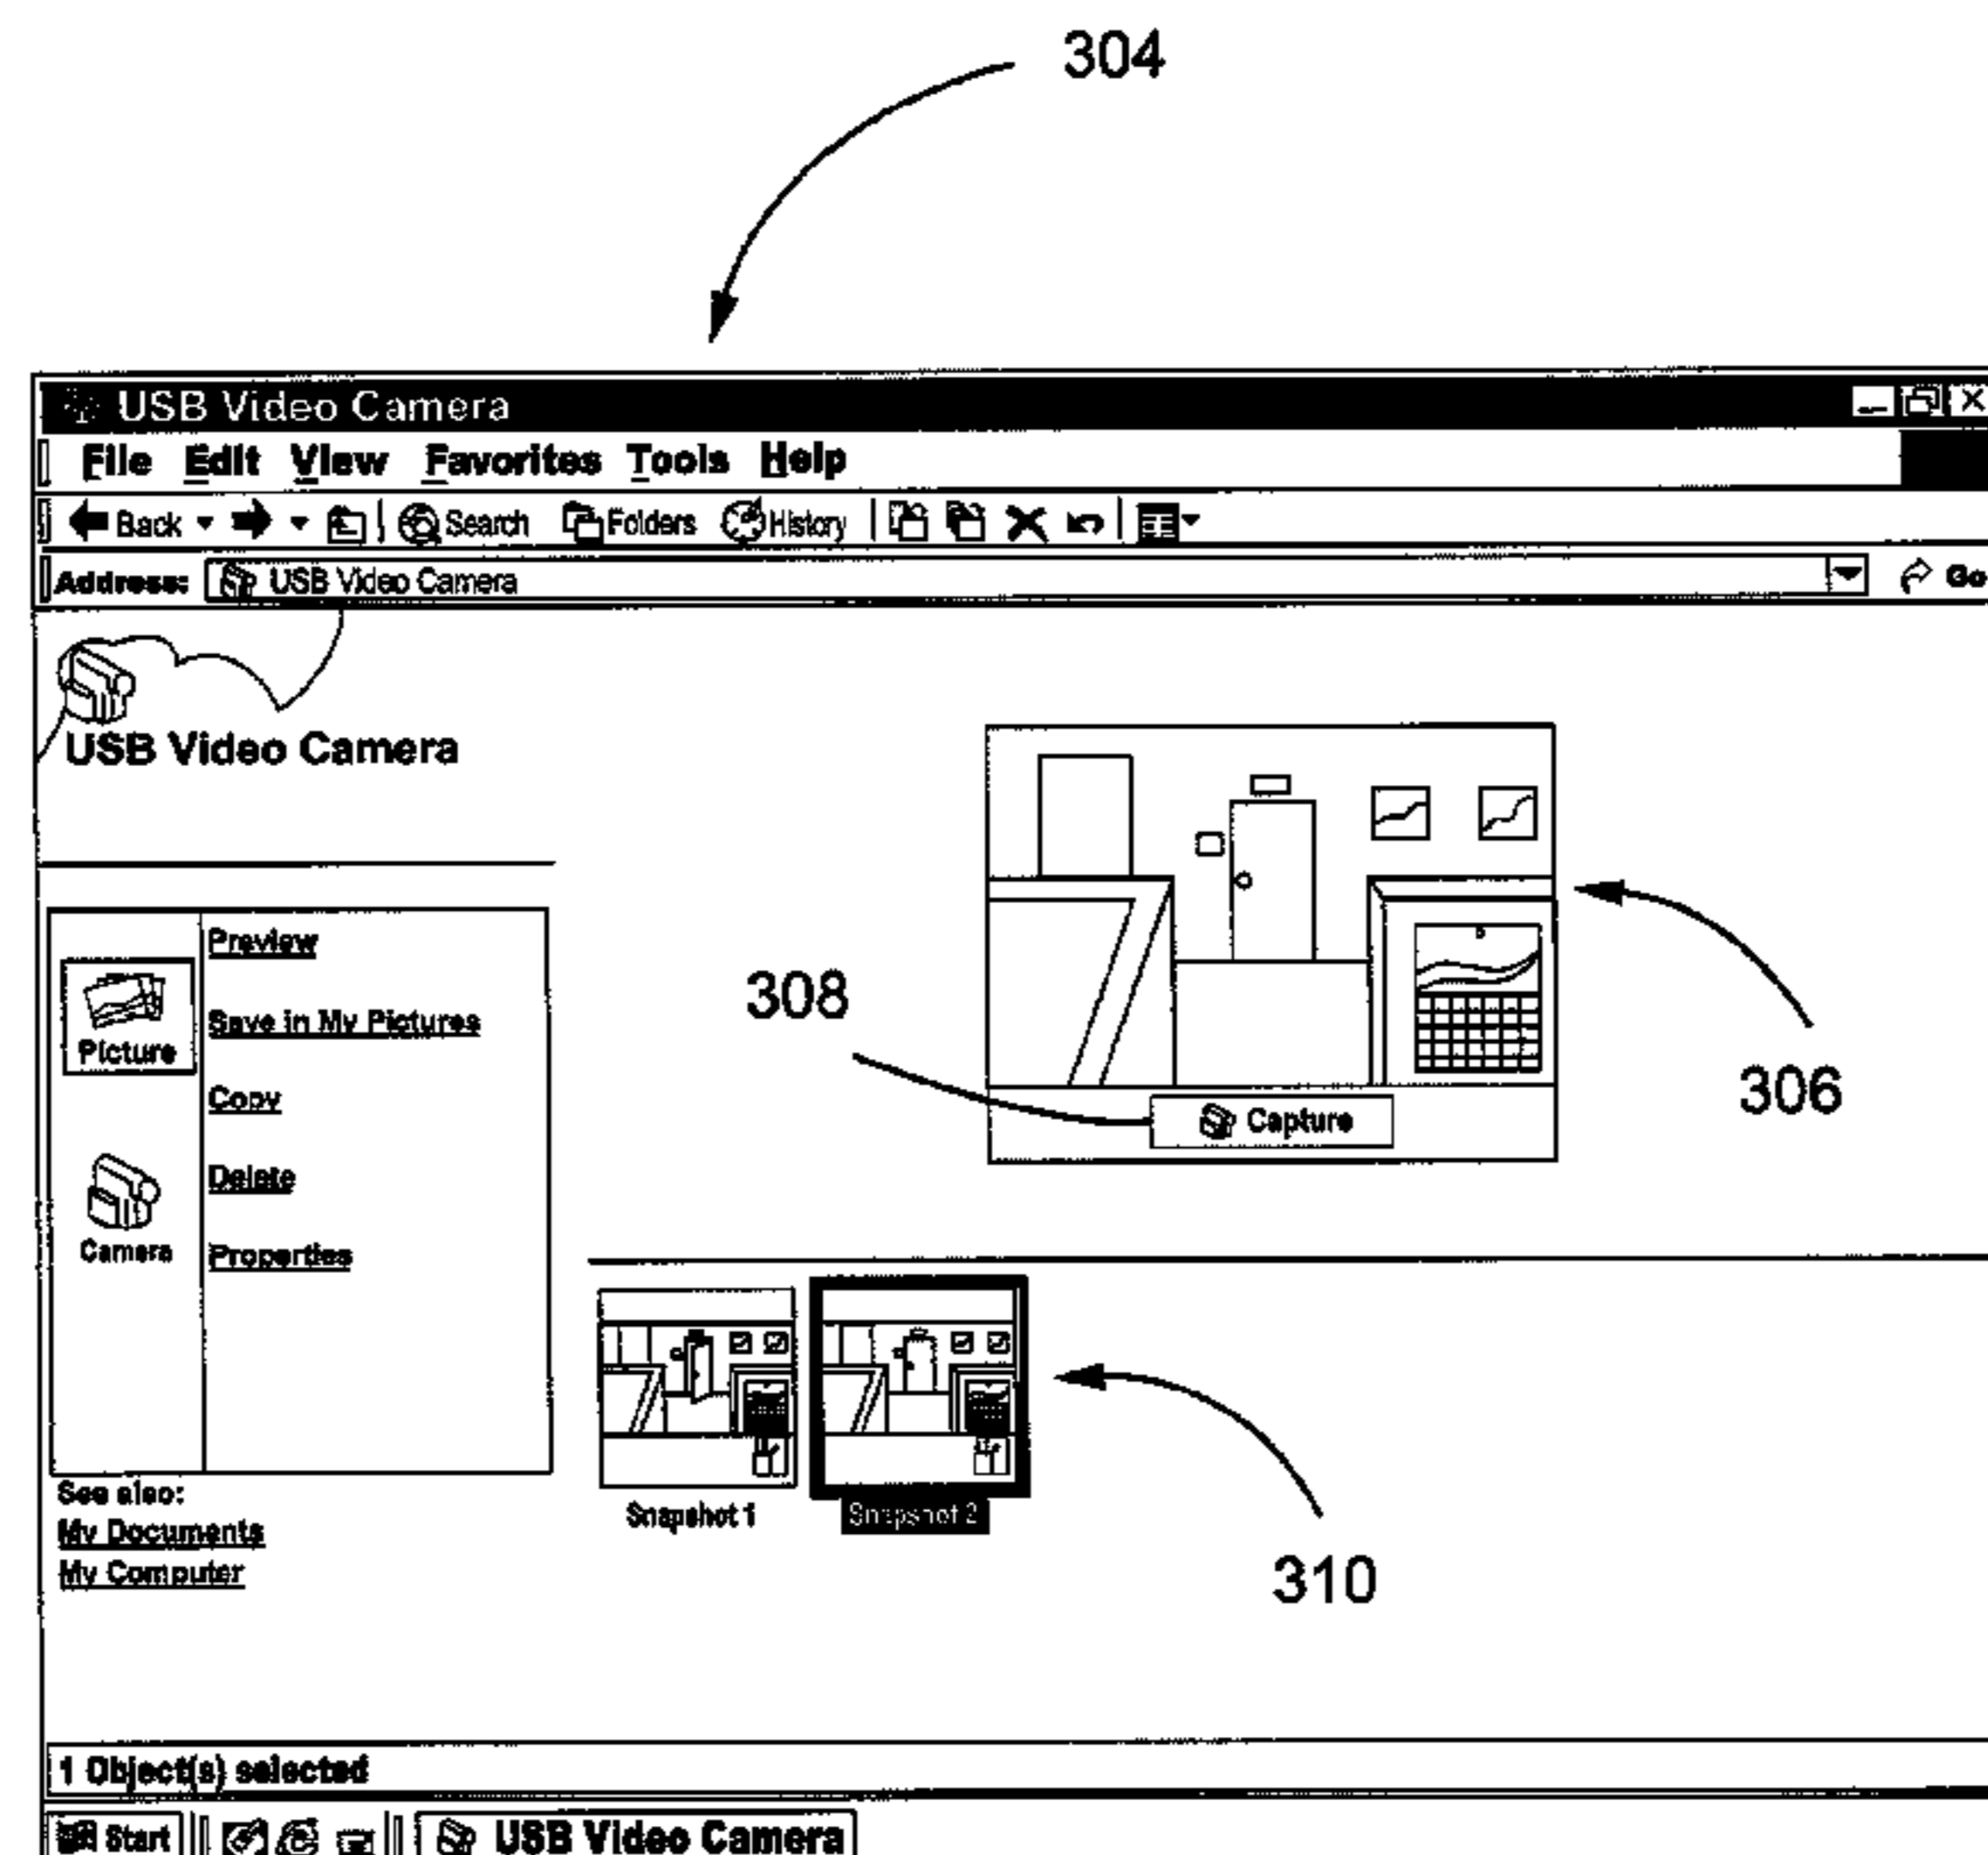 304
USB Video Camera
File Edit View Favorites Tools Help
Back Search Folders History
Address: USB Video Camera Go
USB Video Camera
Preview
Save in My Pictures
Picture
Copy
Delete
Camera
Properties
308
Capture
306
Snapshot 1
Snapshot 2
310
See also:
My Documents
My Computer
1 Object(s) selected
Start USB Video Camera